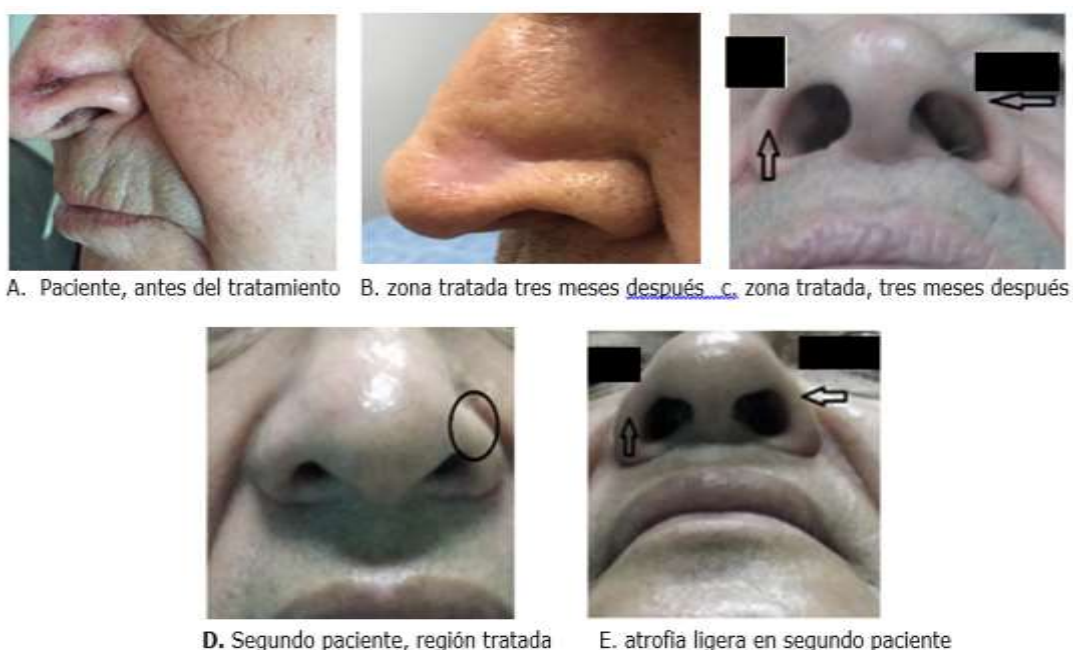 A. Paciente, antes del tratamiento B. zona tratada tres meses después c. zona tratada, tres meses después
D. Segundo paciente, región tratada E. atrofia ligera en segundo paciente